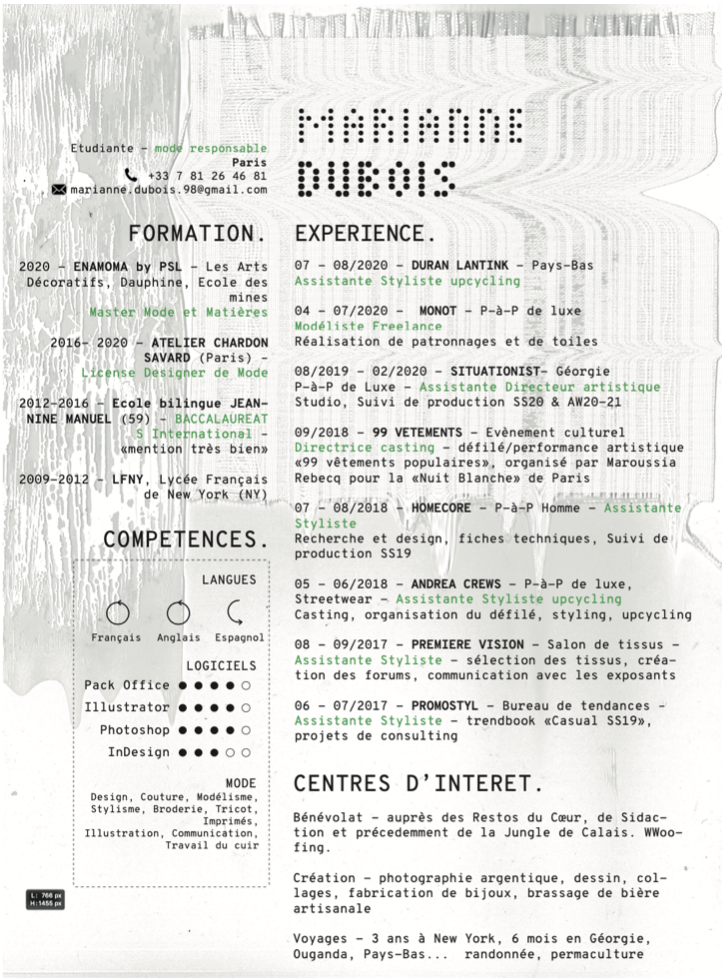 MARIANNE
DUBOIS
Etudiante – mode responsable
Paris
+33 7 81 26 46 81
marianne.dubois.98@gmail.com
FORMATION.
2020 – ENAMOMA by PSL – Les Arts
Décoratifs, Dauphine, Ecole des
mines
Master Mode et Matières
2016– 2020 – ATELIER CHARDON
SAVARD (Paris) –
License Designer de Mode
2012–2016 – Ecole bilingue JEAN–
NINE MANUEL (59) – BACCALAUREAT
S International –
«mention très bien»
2009–2012 – LFNY, Lycée Français
de New York (NY)
COMPETENCES.
LANGUES
Français Anglais Espagnol
LOGICIELS
Pack Office
Illustrator
Photoshop
InDesign
MODE
Design, Couture, Modélisme,
Stylisme, Broderie, Tricot,
Imprimés,
Illustration, Communication,
Travail du cuir
L: 766 px
H:1455 px
EXPERIENCE.
07 – 08/2020 – DURAN LANTINK – Pays–Bas
Assistante Styliste upcycling
04 – 07/2020 – MONOT – P–à–P de luxe
Modéliste Freelance
Réalisation de patronnages et de toiles
08/2019 – 02/2020 – SITUATIONIST– Géorgie
P–à–P de Luxe – Assistante Directeur artistique
Studio, Suivi de production SS20 & AW20–21
09/2018 – 99 VETEMENTS – Evènement culturel
Directrice casting – défilé/performance artistique
«99 vêtements populaires», organisé par Maroussia
Rebecq pour la «Nuit Blanche» de Paris
07 – 08/2018 – HOMECORE – P–à–P Homme – Assistante
Styliste
Recherche et design, fiches techniques, Suivi de
production SS19
05 – 06/2018 – ANDREA CREWS – P–à–P de luxe,
Streetwear – Assistante Styliste upcycling
Casting, organisation du défilé, styling, upcycling
08 – 09/2017 – PREMIERE VISION – Salon de tissus –
Assistante Styliste – sélection des tissus, créa–
tion des forums, communication avec les exposants
06 – 07/2017 – PROMOSTYL – Bureau de tendances –
Assistante Styliste – trendbook «Casual SS19»,
projets de consulting
CENTRES D'INTERET.
Bénévolat – auprès des Restos du Cœur, de Sidac–
tion et précedemment de la Jungle de Calais. WWoo–
fing.
Création – photographie argentique, dessin, col–
lages, fabrication de bijoux, brassage de bière
artisanale
Voyages – 3 ans à New York, 6 mois en Géorgie,
Ouganda, Pays–Bas... randonnée, permaculture